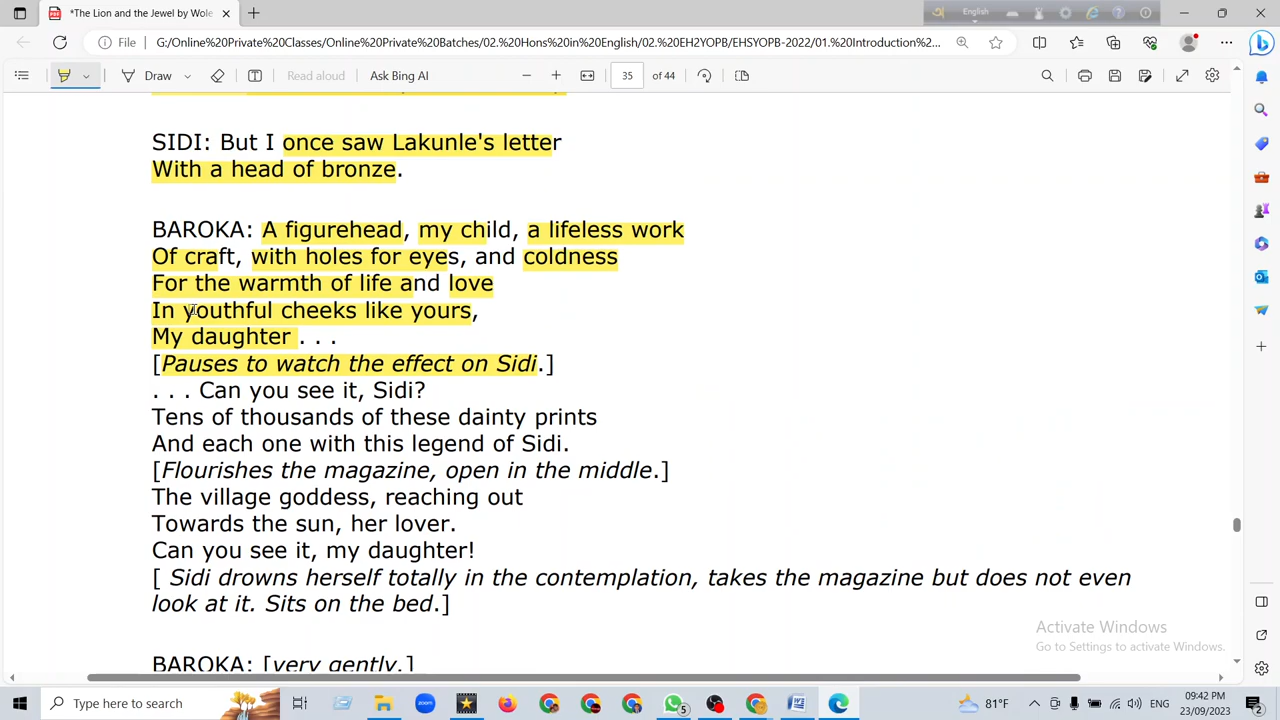 *The Lion and the Jewel by Wole
English
File
G:/Online%20Private%20Classes/Online%20Private%20Batches/02.%20Hons%20in%20English/02.%20EH2YOPB/EHSYOPB-2022/01.%20Introduction%2...
Draw
Read aloud
Ask Bing AI
35
of 44
SIDI: But I once saw Lakunle's letter
With a head of bronze.
BAROKA: A figurehead, my child, a lifeless work
Of craft, with holes for eyes, and coldness
For the warmth of life and love
In youthful cheeks like yours,
My daughter . . .
[Pauses to watch the effect on Sidi.]
. . . Can you see it, Sidi?
Tens of thousands of these dainty prints
And each one with this legend of Sidi.
[Flourishes the magazine, open in the middle.]
The village goddess, reaching out
Towards the sun, her lover.
Can you see it, my daughter!
[ Sidi drowns herself totally in the contemplation, takes the magazine but does not even
look at it. Sits on the bed.]
Activate Windows
Go to Settings to activate Windows.
BAROKA: [very gently.]
Type here to search
zoom
5
81°F
ENG
09:42 PM
23/09/2023
2